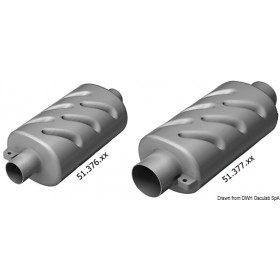 51.376.xx
51.377.xx
Drawn from DWH Osculati SpA